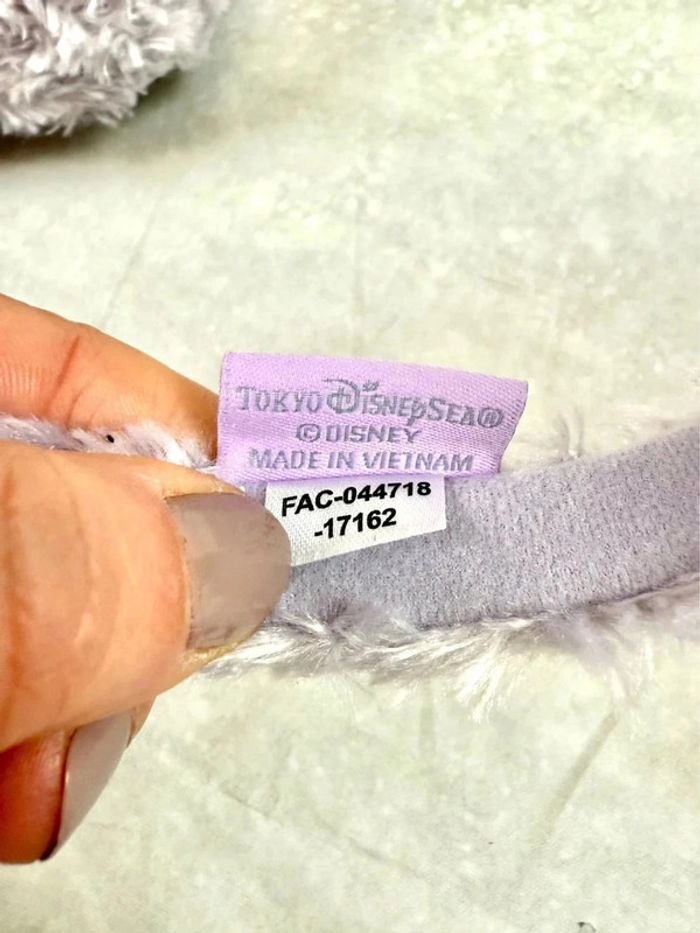 TOKYO DISNEYSEA®
©DISNEY
MADE IN VIETNAM
FAC-044718
-17162